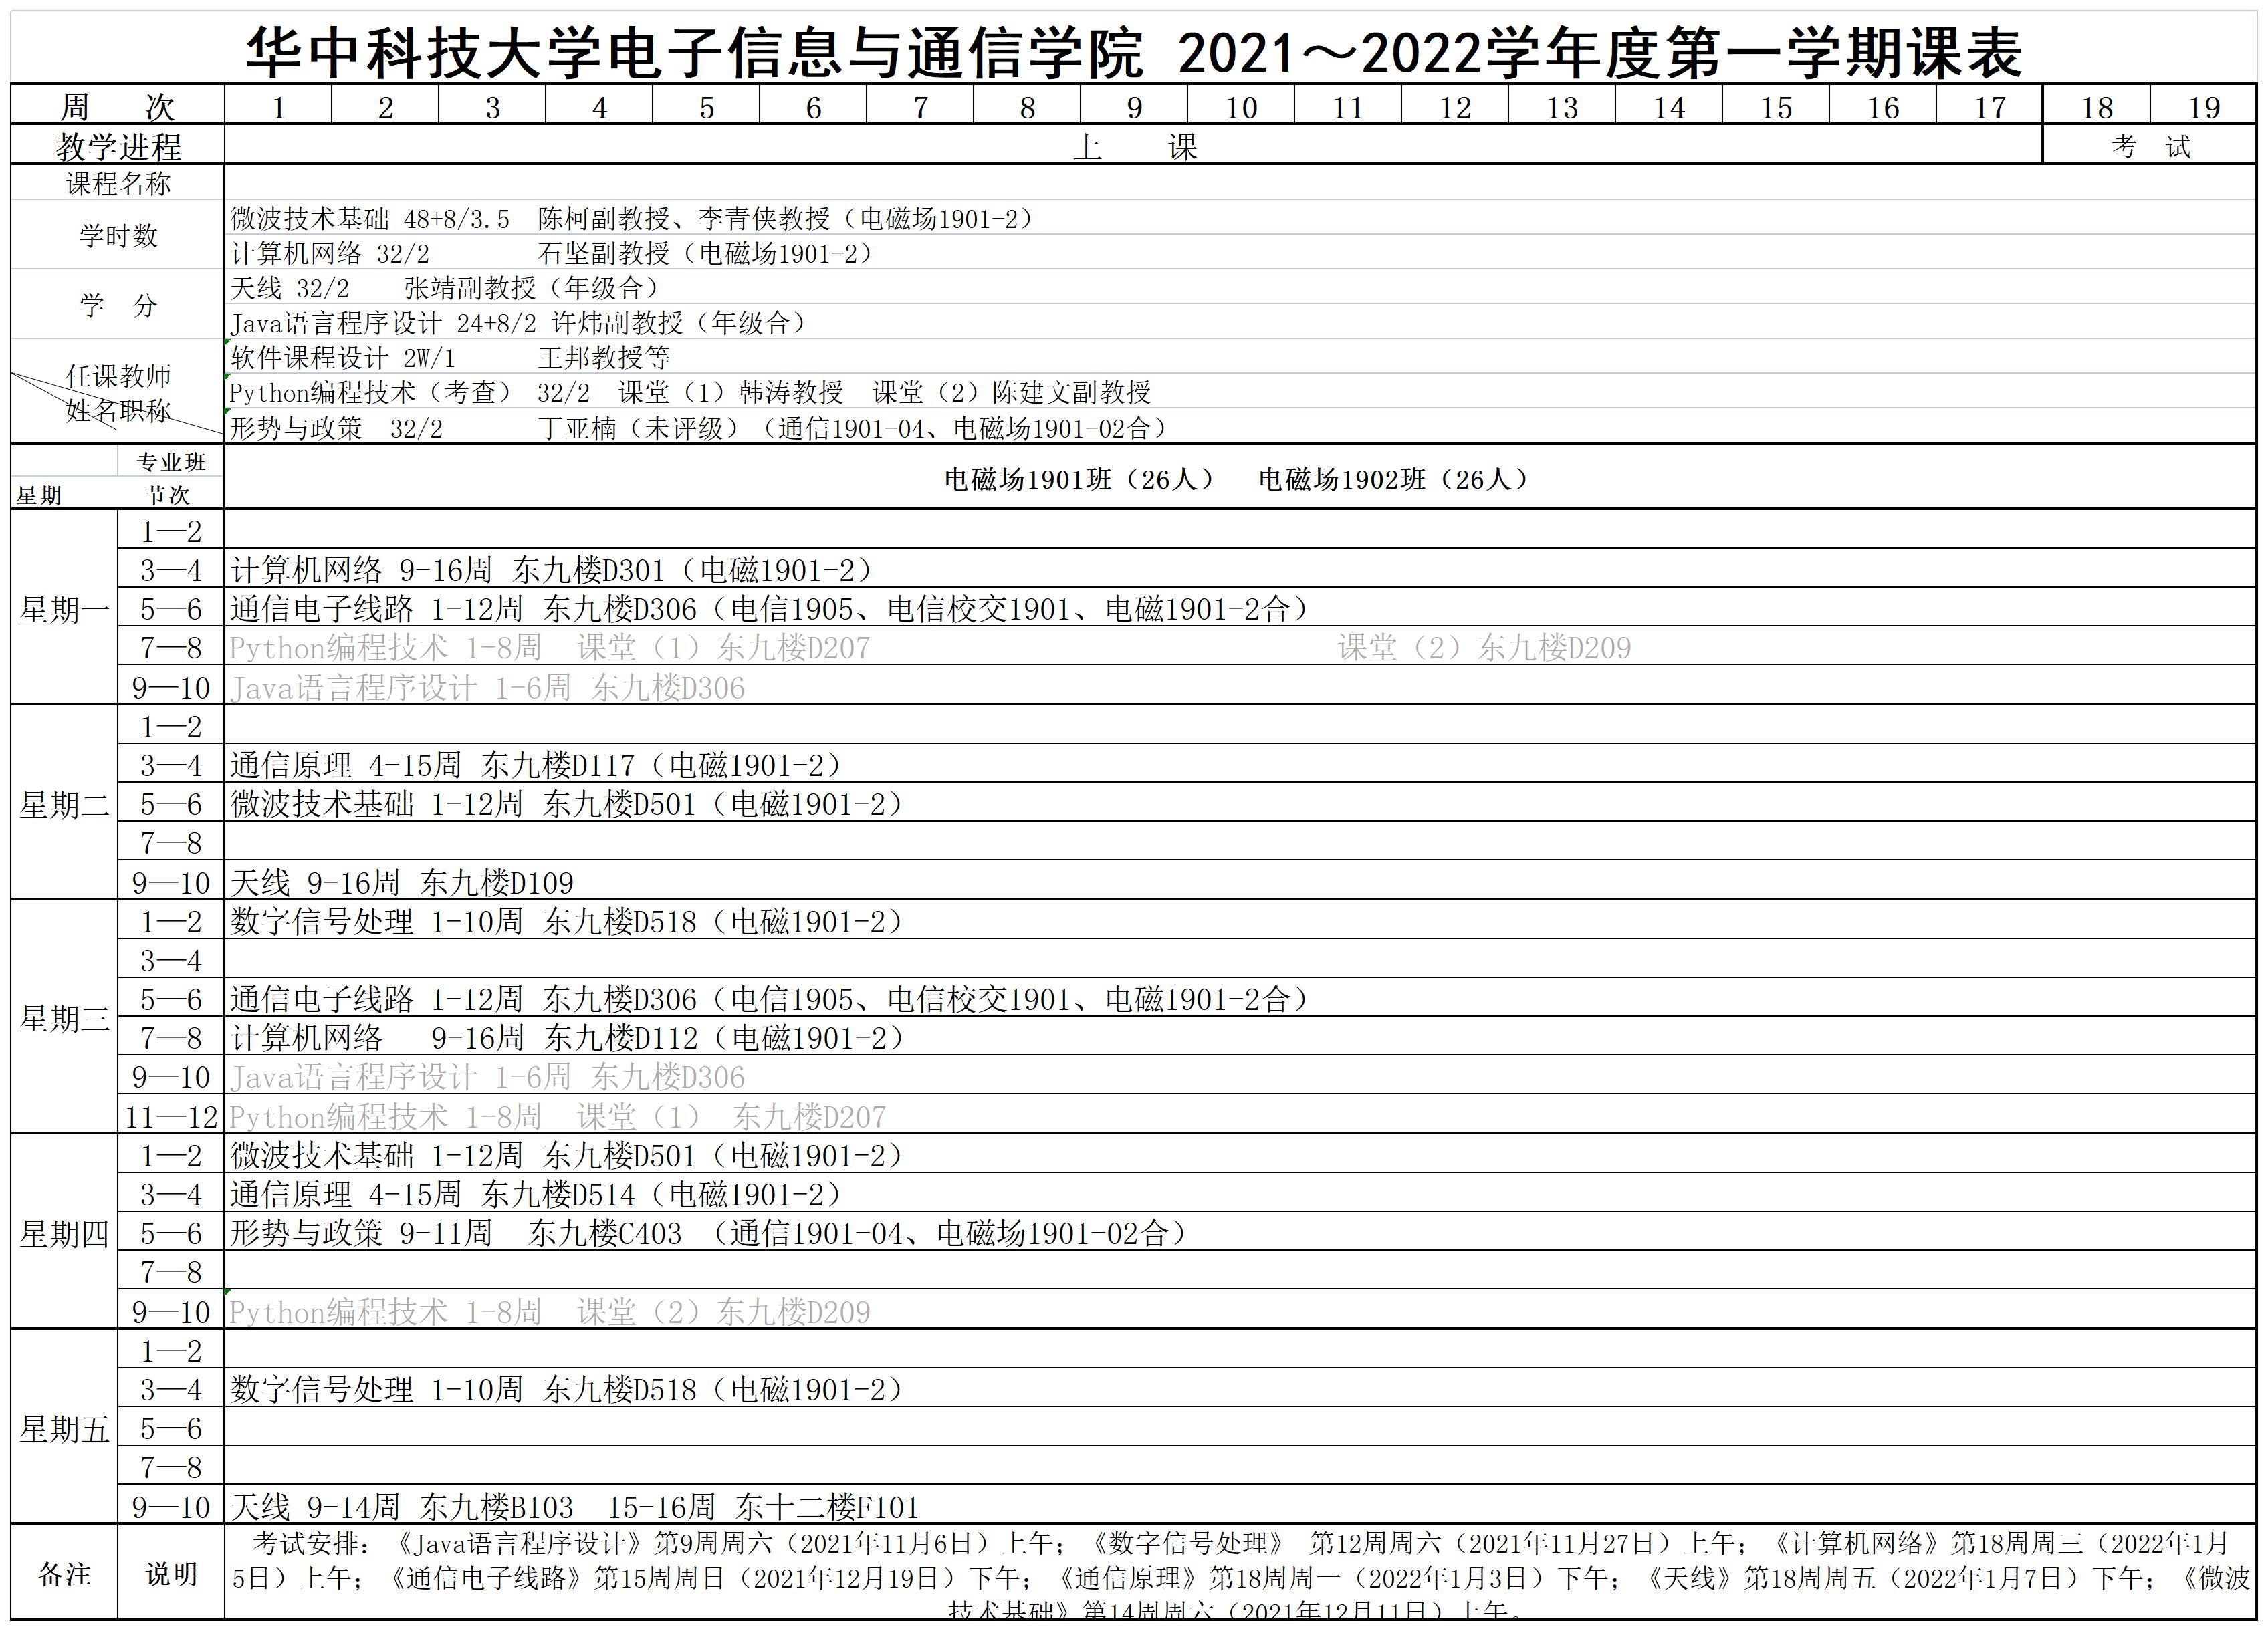 华中科技大学电子信息与通信学院 2021～2022学年度第一学期课表
周 次 1 2 3 4 5 6 7 8 9 10 11 12 13 14 15 16 17 18 19
教学进程 上 课 考 试
课程名称
学时数
微波技术基础 48+8/3.5 陈柯副教授、李青侠教授（电磁场1901-2）
计算机网络 32/2 石坚副教授（电磁场1901-2）
学 分
天线 32/2 张靖副教授（年级合）
Java语言程序设计 24+8/2 许炜副教授（年级合）
任课教师
姓名职称
软件课程设计 2W/1 王邦教授等
Python编程技术（考查） 32/2 课堂（1）韩涛教授 课堂（2）陈建文副教授
形势与政策 32/2 丁亚楠（未评级）（通信1901-04、电磁场1901-02合）
专业班
星期 节次
电磁场1901班（26人） 电磁场1902班（26人）
星期一
1—2
3—4 计算机网络 9-16周 东九楼D301（电磁1901-2）
5—6 通信电子线路 1-12周 东九楼D306（电信1905、电信校交1901、电磁1901-2合）
7—8 Python编程技术 1-8周 课堂（1）东九楼D207 课堂（2）东九楼D209
9—10 Java语言程序设计 1-6周 东九楼D306
星期二
1—2
3—4 通信原理 4-15周 东九楼D117（电磁1901-2）
5—6 微波技术基础 1-12周 东九楼D501（电磁1901-2）
7—8
9—10 天线 9-16周 东九楼D109
星期三
1—2 数字信号处理 1-10周 东九楼D518（电磁1901-2）
3—4
5—6 通信电子线路 1-12周 东九楼D306（电信1905、电信校交1901、电磁1901-2合）
7—8 计算机网络 9-16周 东九楼D112（电磁1901-2）
9—10 Java语言程序设计 1-6周 东九楼D306
11—12 Python编程技术 1-8周 课堂（1） 东九楼D207
星期四
1—2 微波技术基础 1-12周 东九楼D501（电磁1901-2）
3—4 通信原理 4-15周 东九楼D514（电磁1901-2）
5—6 形势与政策 9-11周 东九楼C403 （通信1901-04、电磁场1901-02合）
7—8
9—10 Python编程技术 1-8周 课堂（2）东九楼D209
星期五
1—2
3—4 数字信号处理 1-10周 东九楼D518（电磁1901-2）
5—6
7—8
9—10 天线 9-14周 东九楼B103 15-16周 东十二楼F101
备注 说明
考试安排：《Java语言程序设计》第9周周六（2021年11月6日）上午；《数字信号处理》 第12周周六（2021年11月27日）上午；《计算机网络》第18周周三（2022年1月
5日）上午；《通信电子线路》第15周周日（2021年12月19日）下午；《通信原理》第18周周一（2022年1月3日）下午；《天线》第18周周五（2022年1月7日）下午；《微波
技术基础》第14周周六（2021年12月11日）上午。